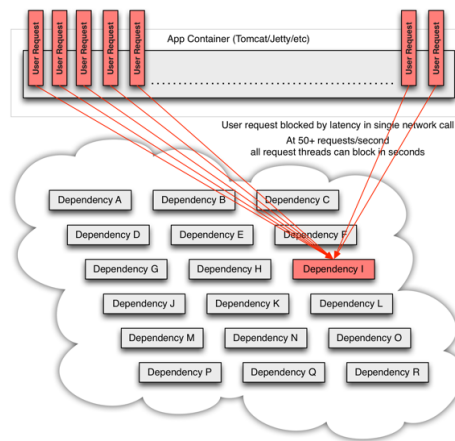 User Request
User Request
User Request
User Request
User Request
User Request
User Request
App Container (Tomcat/Jetty/etc)
User request blocked by latency in single network call
At 50+ requests/second
all request threads can block in seconds
Dependency A
Dependency B
Dependency C
Dependency D
Dependency E
Dependency F
Dependency G
Dependency H
Dependency I
Dependency J
Dependency K
Dependency L
Dependency M
Dependency N
Dependency O
Dependency P
Dependency Q
Dependency R